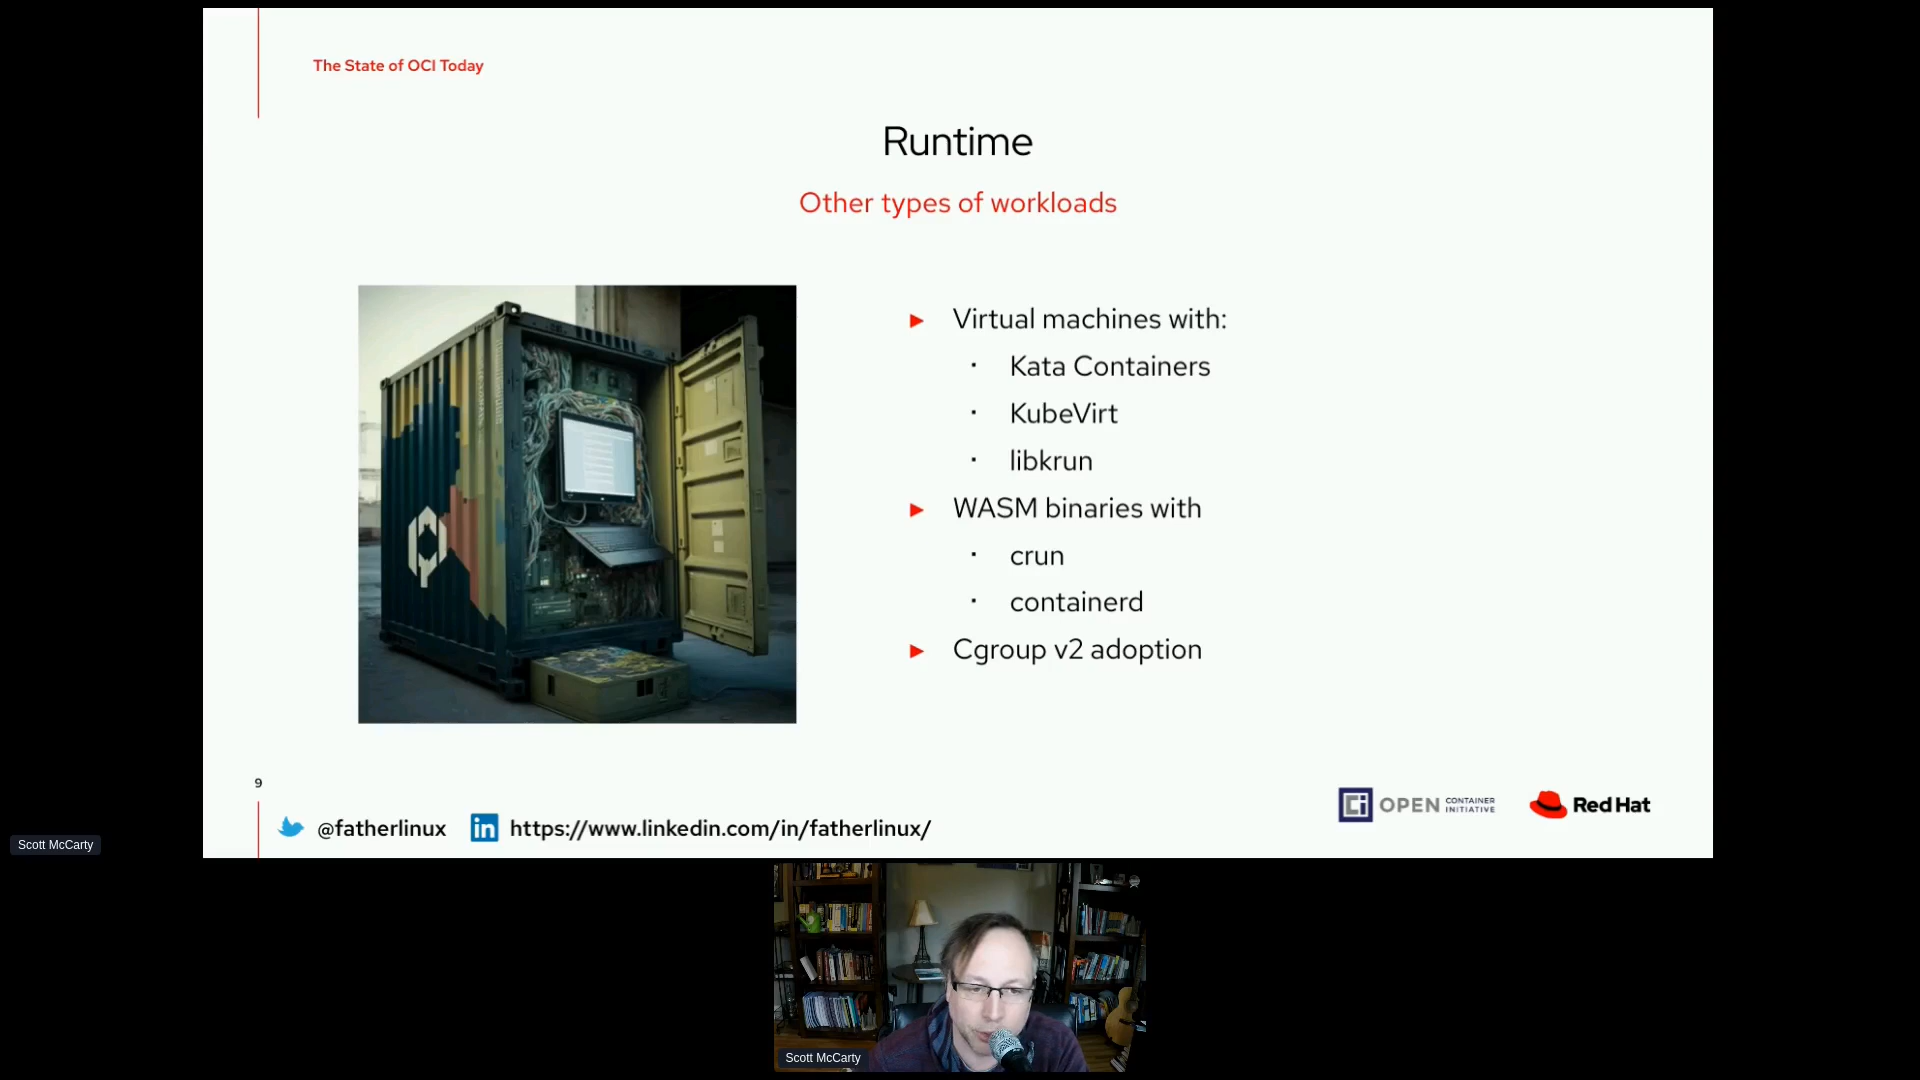 The State of OCI Today
Runtime
Other types of workloads
Virtual machines with:
Kata Containers
KubeVirt
libkrun
WASM binaries with
crun
containerd
Cgroup v2 adoption
9
@fatherlinux
https://www.linkedin.com/in/fatherlinux/
OPEN CONTAINER INITIATIVE
Red Hat
Scott McCarty
Scott McCarty